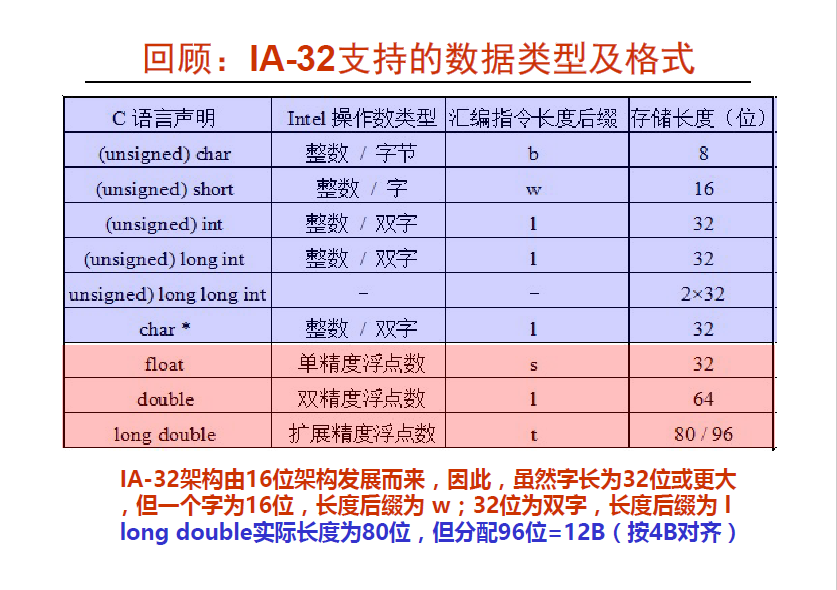 回顾：IA-32支持的数据类型及格式
C 语言声明 Intel 操作数类型 汇编指令长度后缀 存储长度（位）
(unsigned) char 整数 / 字节 b 8
(unsigned) short 整数 / 字 w 16
(unsigned) int 整数 / 双字 l 32
(unsigned) long int 整数 / 双字 l 32
unsigned) long long int – – 2×32
char * 整数 / 双字 l 32
float 单精度浮点数 s 32
double 双精度浮点数 l 64
long double 扩展精度浮点数 t 80 / 96
IA-32架构由16位架构发展而来，因此，虽然字长为32位或更大
，但一个字为16位，长度后缀为 w；32位为双字，长度后缀为 l
long double实际长度为80位，但分配96位=12B（按4B对齐）